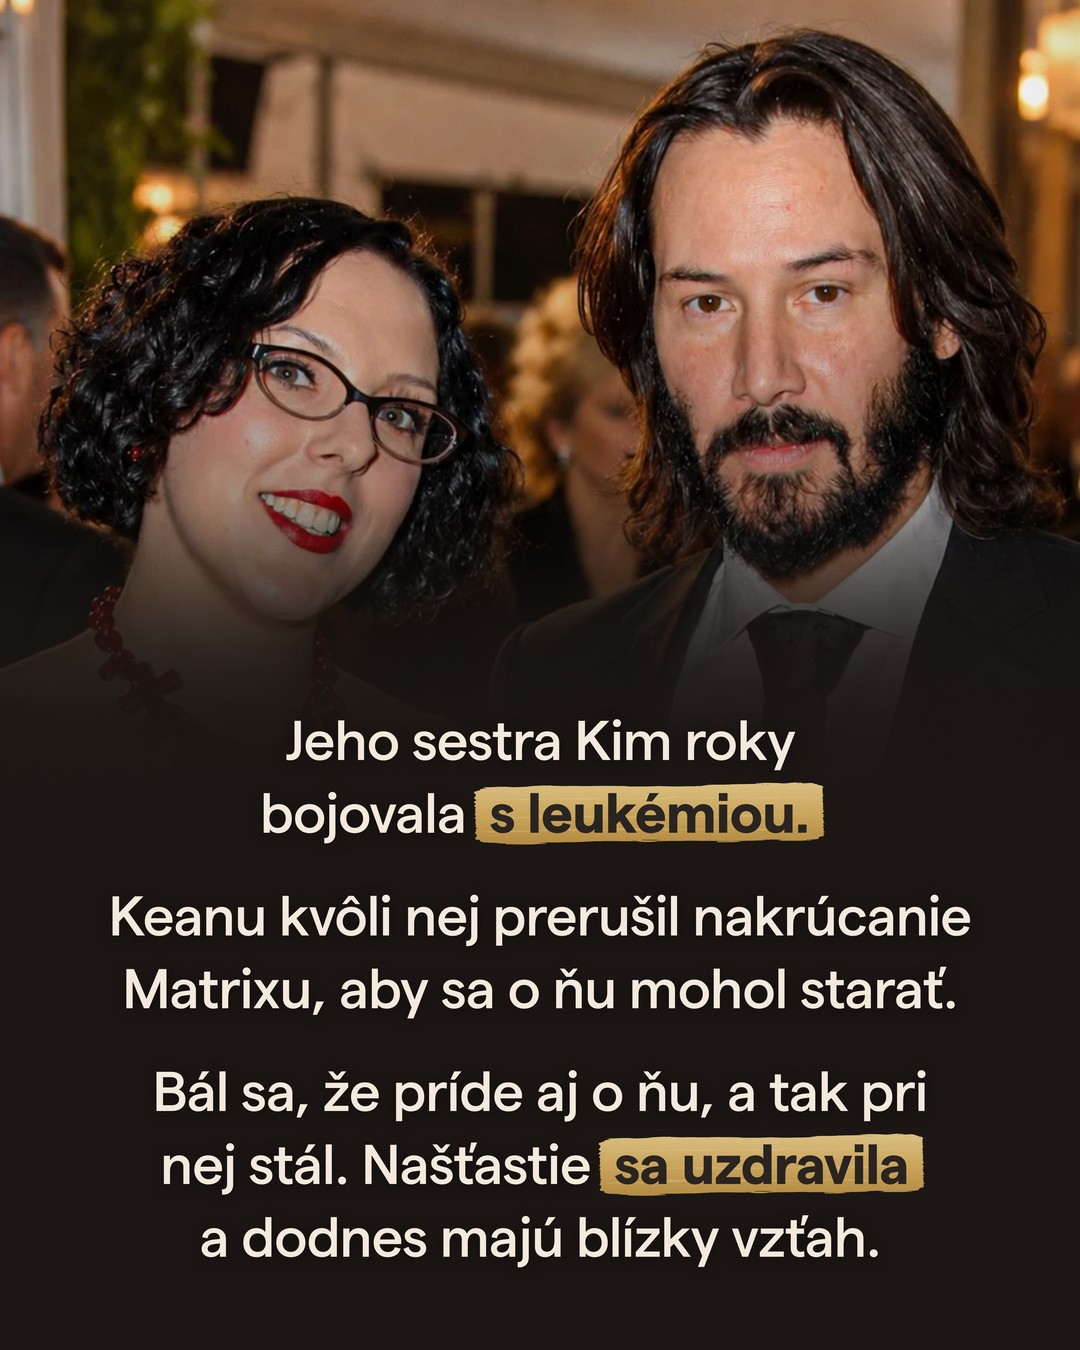 Jeho sestra Kim roky
bojovala s leukémiou.
Keanu kvôli nej prerušil nakrúcanie
Matrixu, aby sa o ňu mohol starať.
Bál sa, že príde aj o ňu, a tak pri
nej stál. Našťastie sa uzdravila
a dodnes majú blízky vzťah.